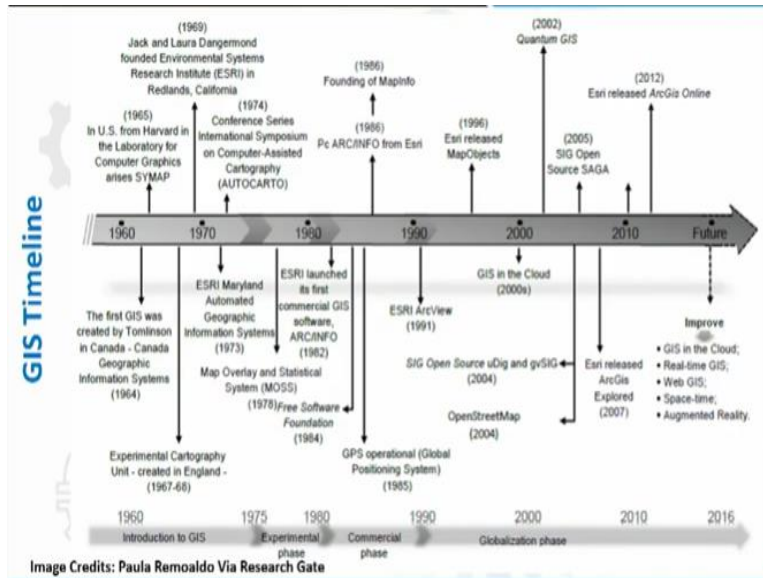 GIS Timeline
(1969)
Jack and Laura Dangermond
founded Environmental Systems
Research Institute (ESRI) in
Redlands, California
(2002)
Quantum GIS
(1965)
In U.S. from Harvard in
the Laboratory for
Computer Graphics
arises SYMAP
(1974)
Conference Series
International Symposium
on Computer-Assisted
Cartography
(AUTOCARTO)
(1986)
Founding of MapInfo
(1986)
Pc ARC/INFO from Esri
(1996)
Esri released
MapObjects
(2005)
SIG Open
Source SAGA
(2012)
Esri released ArcGis Online
1960 1970 1980 1990 2000 2010 Future
The first GIS was
created by Tomlinson
in Canada - Canada
Geographic
Information Systems
(1964)
Experimental Cartography
Unit - created in England -
(1967-68)
ESRI Maryland
Automated
Geographic
Information Systems
(1973)
Map Overlay and Statistical
System (MOSS)
(1978)
ESRI launched
its first
commercial GIS
software,
ARC/INFO
(1982)
Free Software
Foundation
(1984)
GPS operational (Global
Positioning System)
(1985)
ESRI ArcView
(1991)
GIS in the Cloud
(2000s)
SIG Open Source uDig and gvSIG
(2004)
OpenStreetMap
(2004)
Esri released
ArcGis
Explored
(2007)
Improve
• GIS in the Cloud;
• Real-time GIS;
• Web GIS;
• Space-time;
• Augmented Reality.
1960 1975 1980 1990 2000 2010 2016
Introduction to GIS
Experimental
phase
Commercial
phase
Globalization phase
Image Credits: Paula Remoaldo Via Research Gate